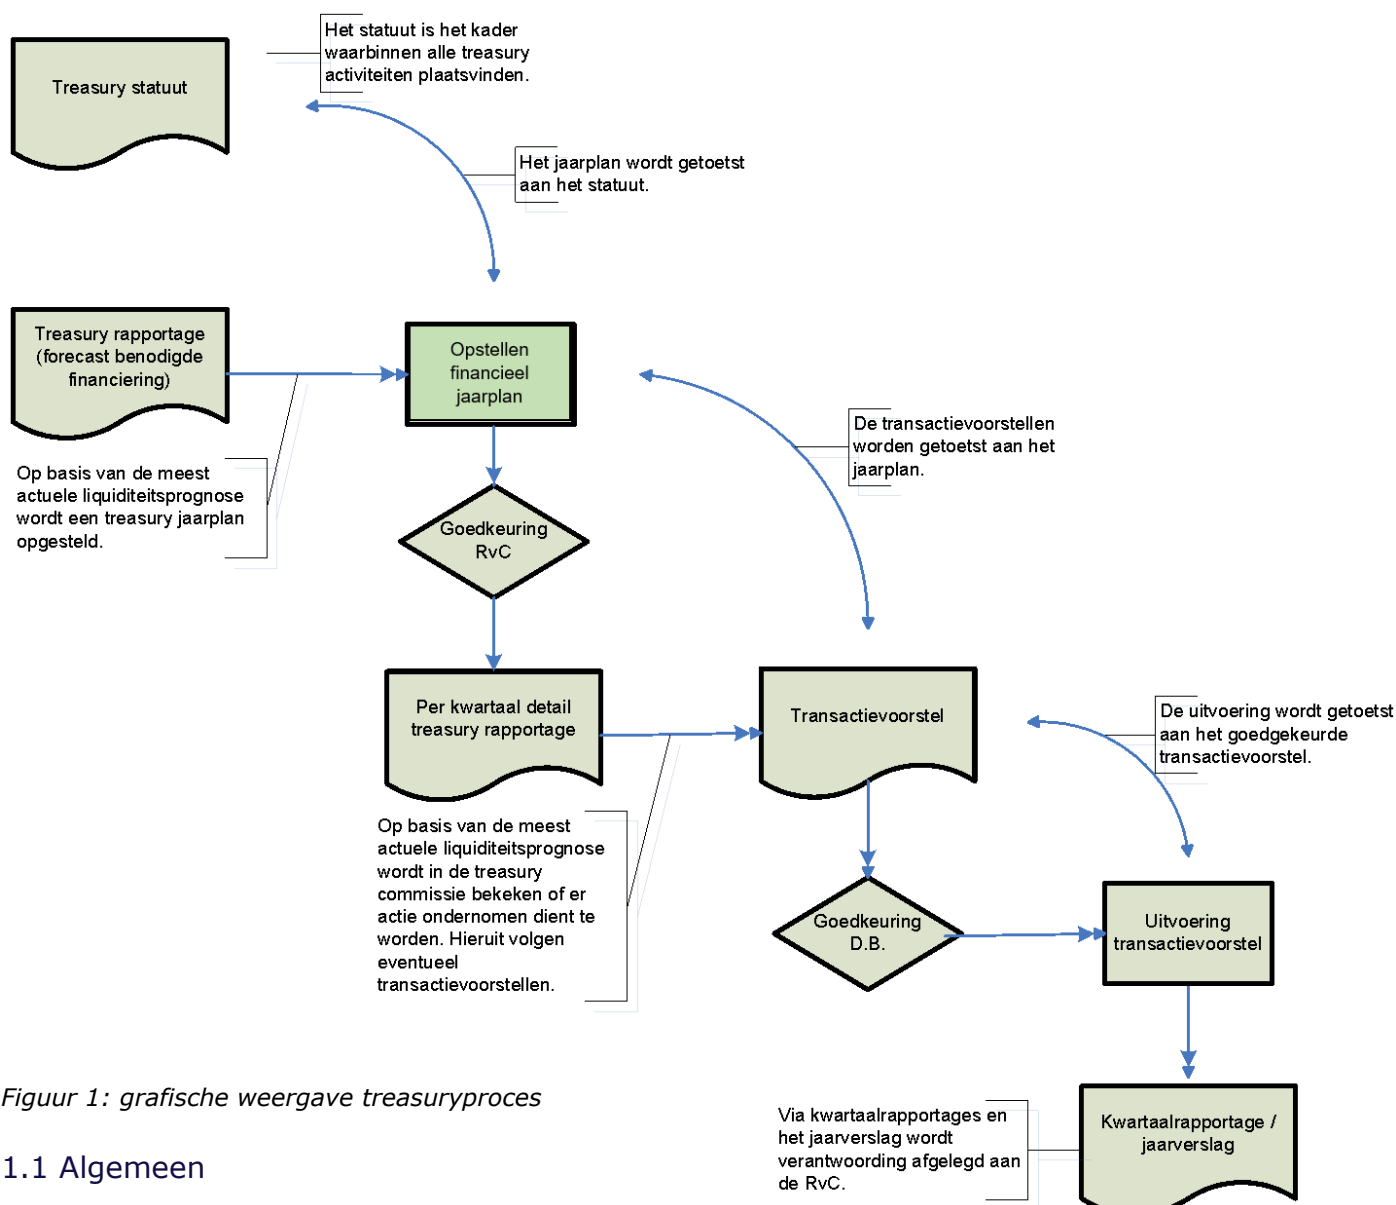 Het statuut is het kader
waarbinnen alle treasury
activiteiten plaatsvinden.
Treasury statuut
Het jaarplan wordt getoetst
aan het statuut.
Treasury rapportage
(forecast benodigde
financiering)
Opstellen
financieel
jaarplan
De transactievoorstellen
worden getoetst aan het
jaarplan.
Op basis van de meest
actuele liquiditeitsprognose
wordt een treasury jaarplan
opgesteld.
Goedkeuring
RvC
Per kwartaal detail
treasury rapportage
Transactievoorstel
De uitvoering wordt getoetst
aan het goedgekeurde
transactievoorstel.
Op basis van de meest
actuele liquiditeitsprognose
wordt in de treasury
commissie bekeken of er
actie ondernomen dient te
worden. Hieruit volgen
eventueel
transactievoorstellen.
Goedkeuring
D.B.
Uitvoering
transactievoorstel
Figuur 1: grafische weergave treasuryproces
Via kwartaalrapportages en
het jaarverslag wordt
verantwoording afgelegd aan
de RvC.
Kwartaalrapportage /
jaarverslag
1.1 Algemeen